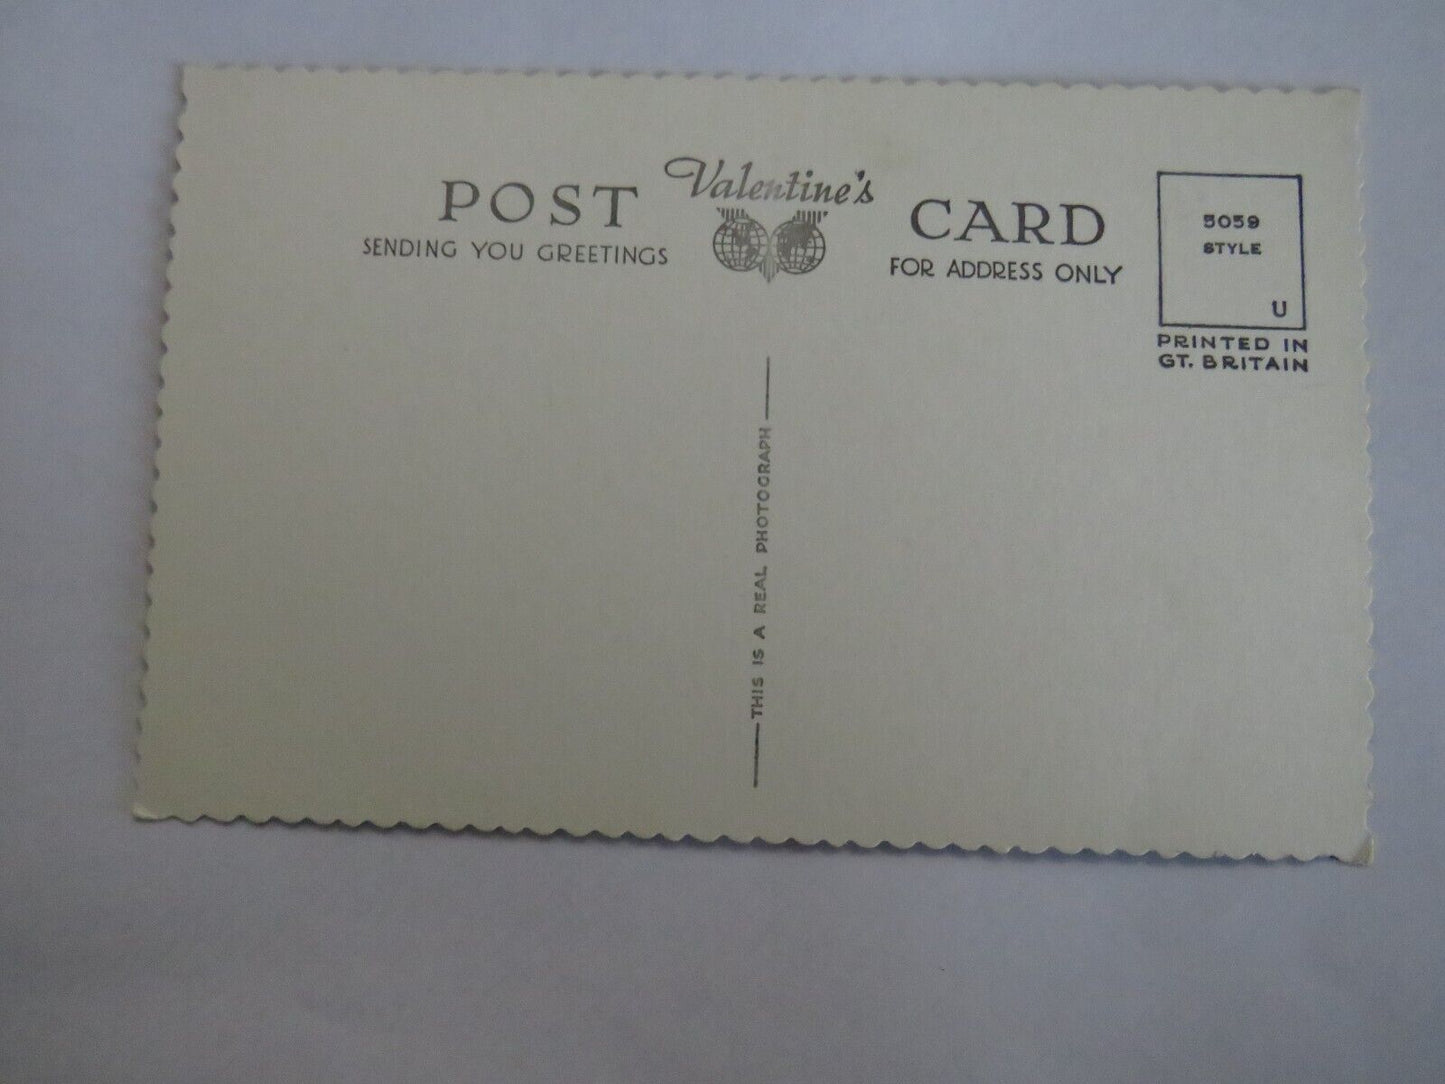 POST Valentine's CARD
SENDING YOU GREETINGS
FOR ADDRESS ONLY
5059
STYLE
U
PRINTED IN
GT. BRITAIN
THIS IS A REAL PHOTOGRAPH